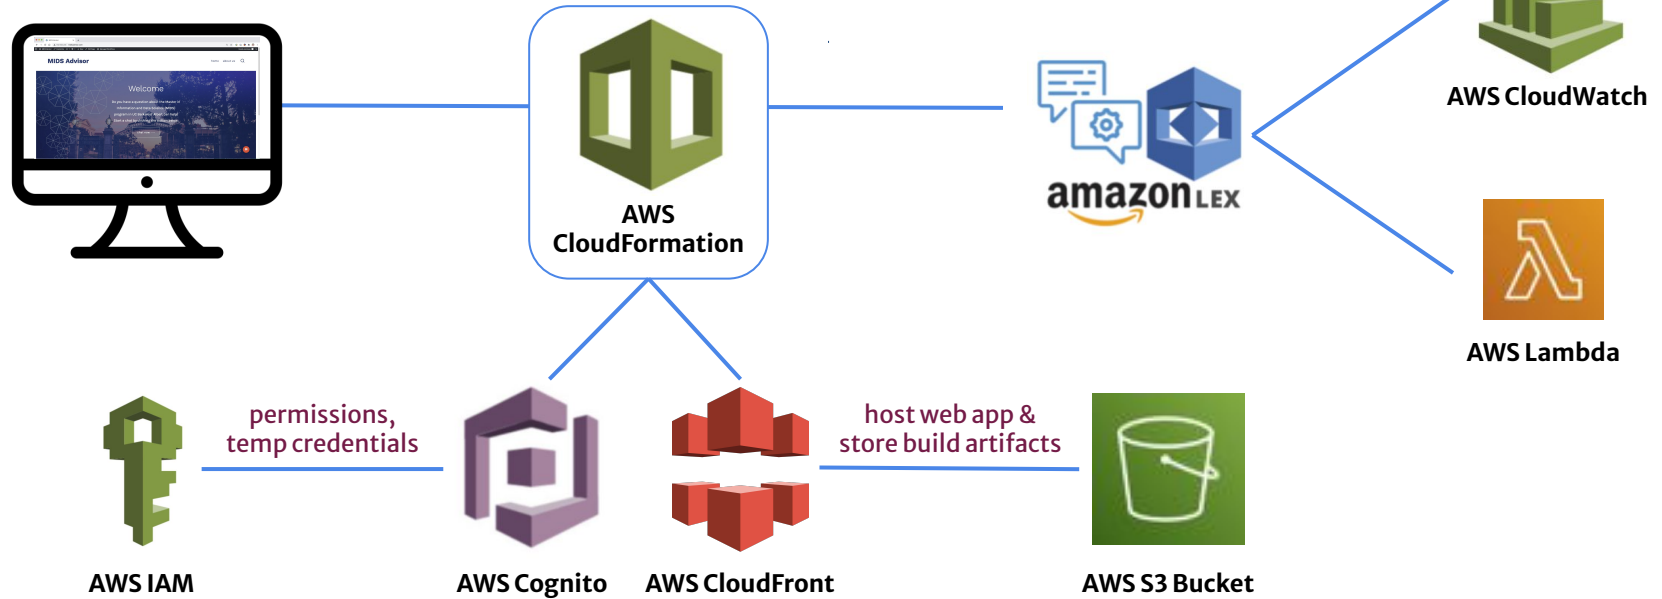 MIDS Advisor
Welcome
AWS
CloudFormation
amazon LEX
AWS CloudWatch
AWS Lambda
permissions,
temp credentials
host web app &
store build artifacts
AWS IAM
AWS Cognito
AWS CloudFront
AWS S3 Bucket